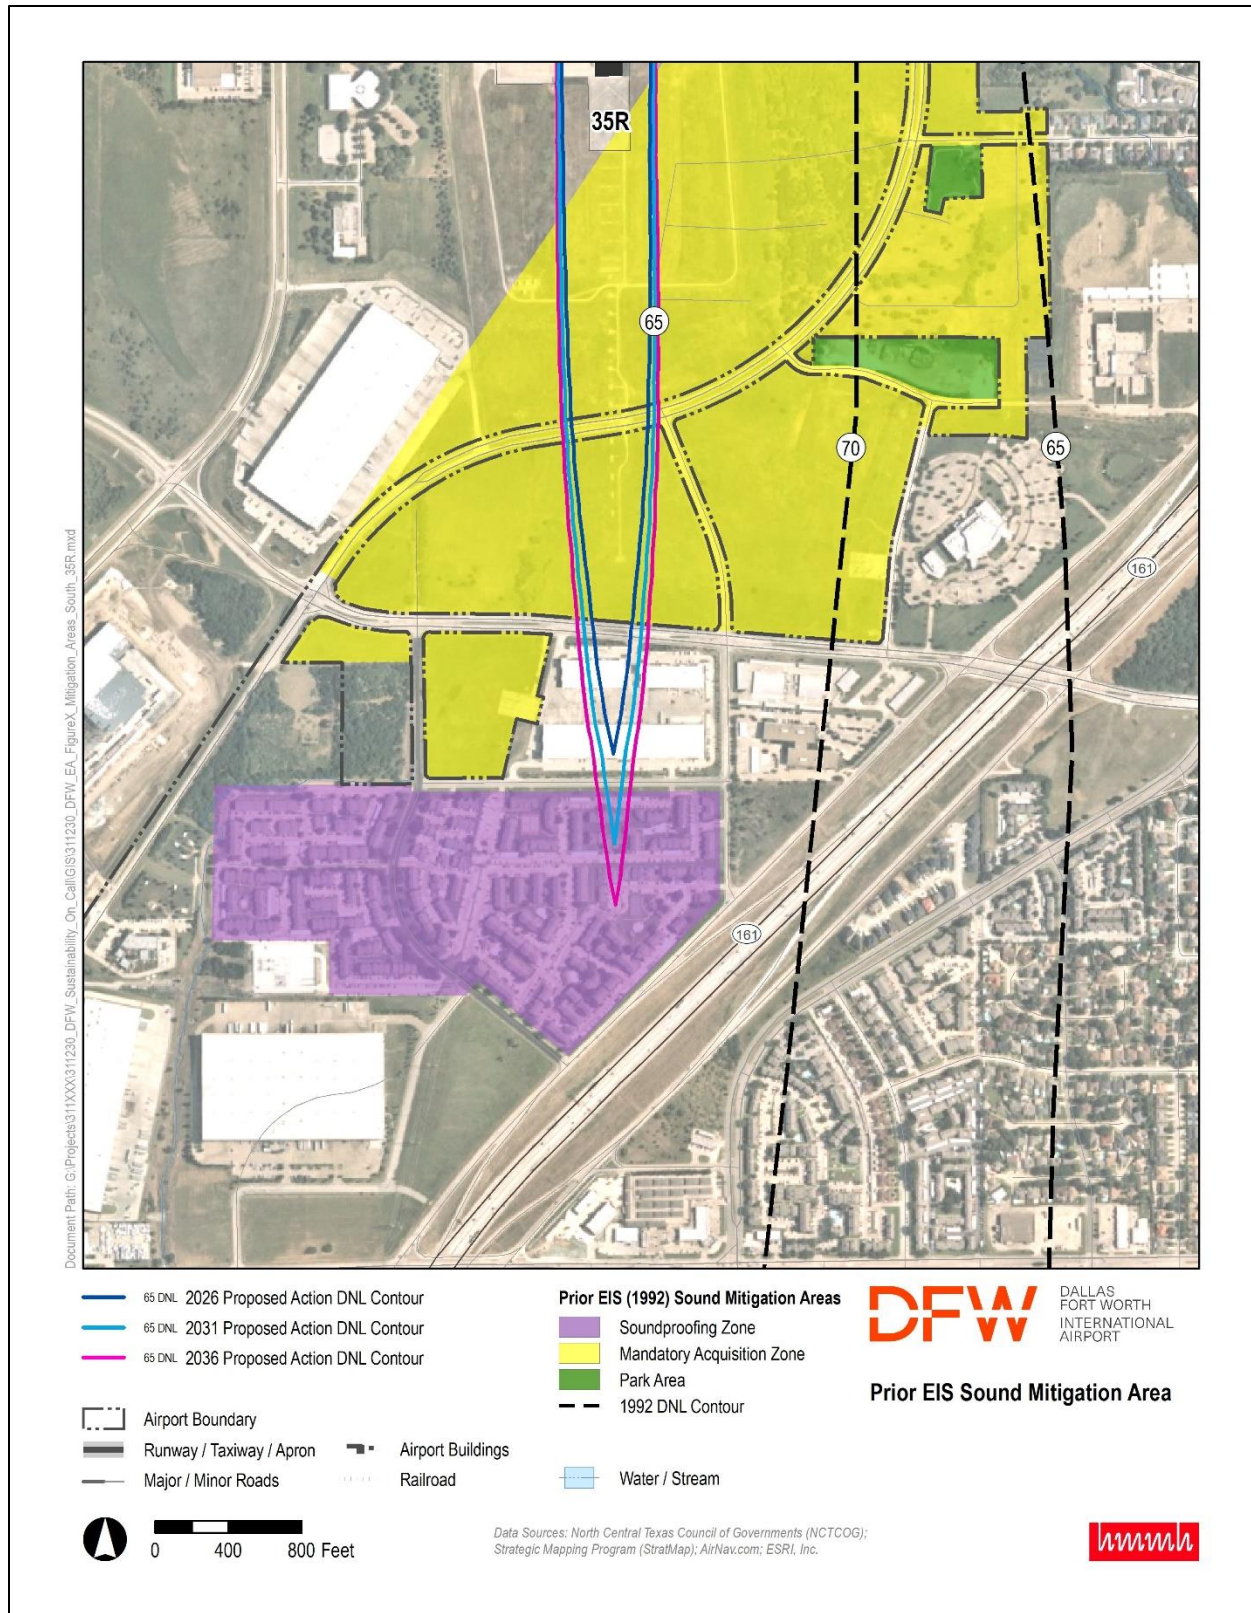 35R
65
70
65
161
161
Document Path: G:\Projects\311XXX\311230_DFW_Sustainability_On_Call\GIS\311230_DFW_EA_FigureX_Mitigation_Areas_South_35R.mxd
65 DNL 2026 Proposed Action DNL Contour
65 DNL 2031 Proposed Action DNL Contour
65 DNL 2036 Proposed Action DNL Contour
Airport Boundary
Runway / Taxiway / Apron
Airport Buildings
Major / Minor Roads
Railroad
Prior EIS (1992) Sound Mitigation Areas
Soundproofing Zone
Mandatory Acquisition Zone
Park Area
1992 DNL Contour
Water / Stream
DFW
DALLAS
FORT WORTH
INTERNATIONAL
AIRPORT
Prior EIS Sound Mitigation Area
0 400 800 Feet
Data Sources: North Central Texas Council of Governments (NCTCOG);
Strategic Mapping Program (StratMap); AirNav.com; ESRI, Inc.
hmmh